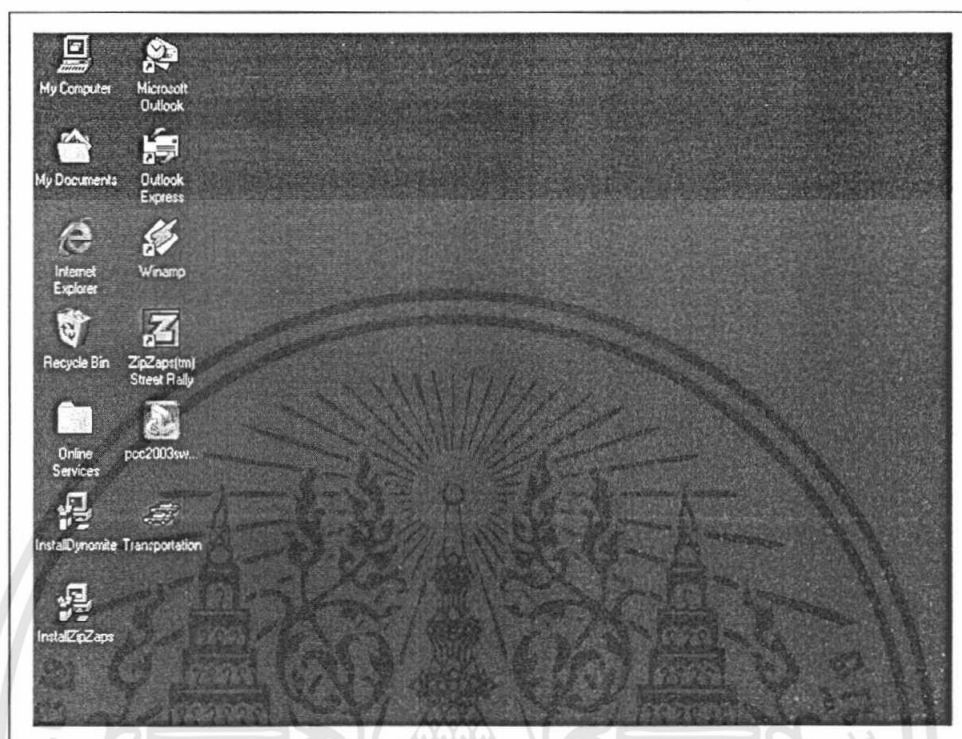 My Computer
Microsoft
Outlook
My Documents
Outlook
Express
Internet
Explorer
Winamp
Recycle Bin
ZipZaps(tm)
Street Rally
Online
Services
pcc2003sw...
InstallDynomite
Transportation
InstallZipZaps